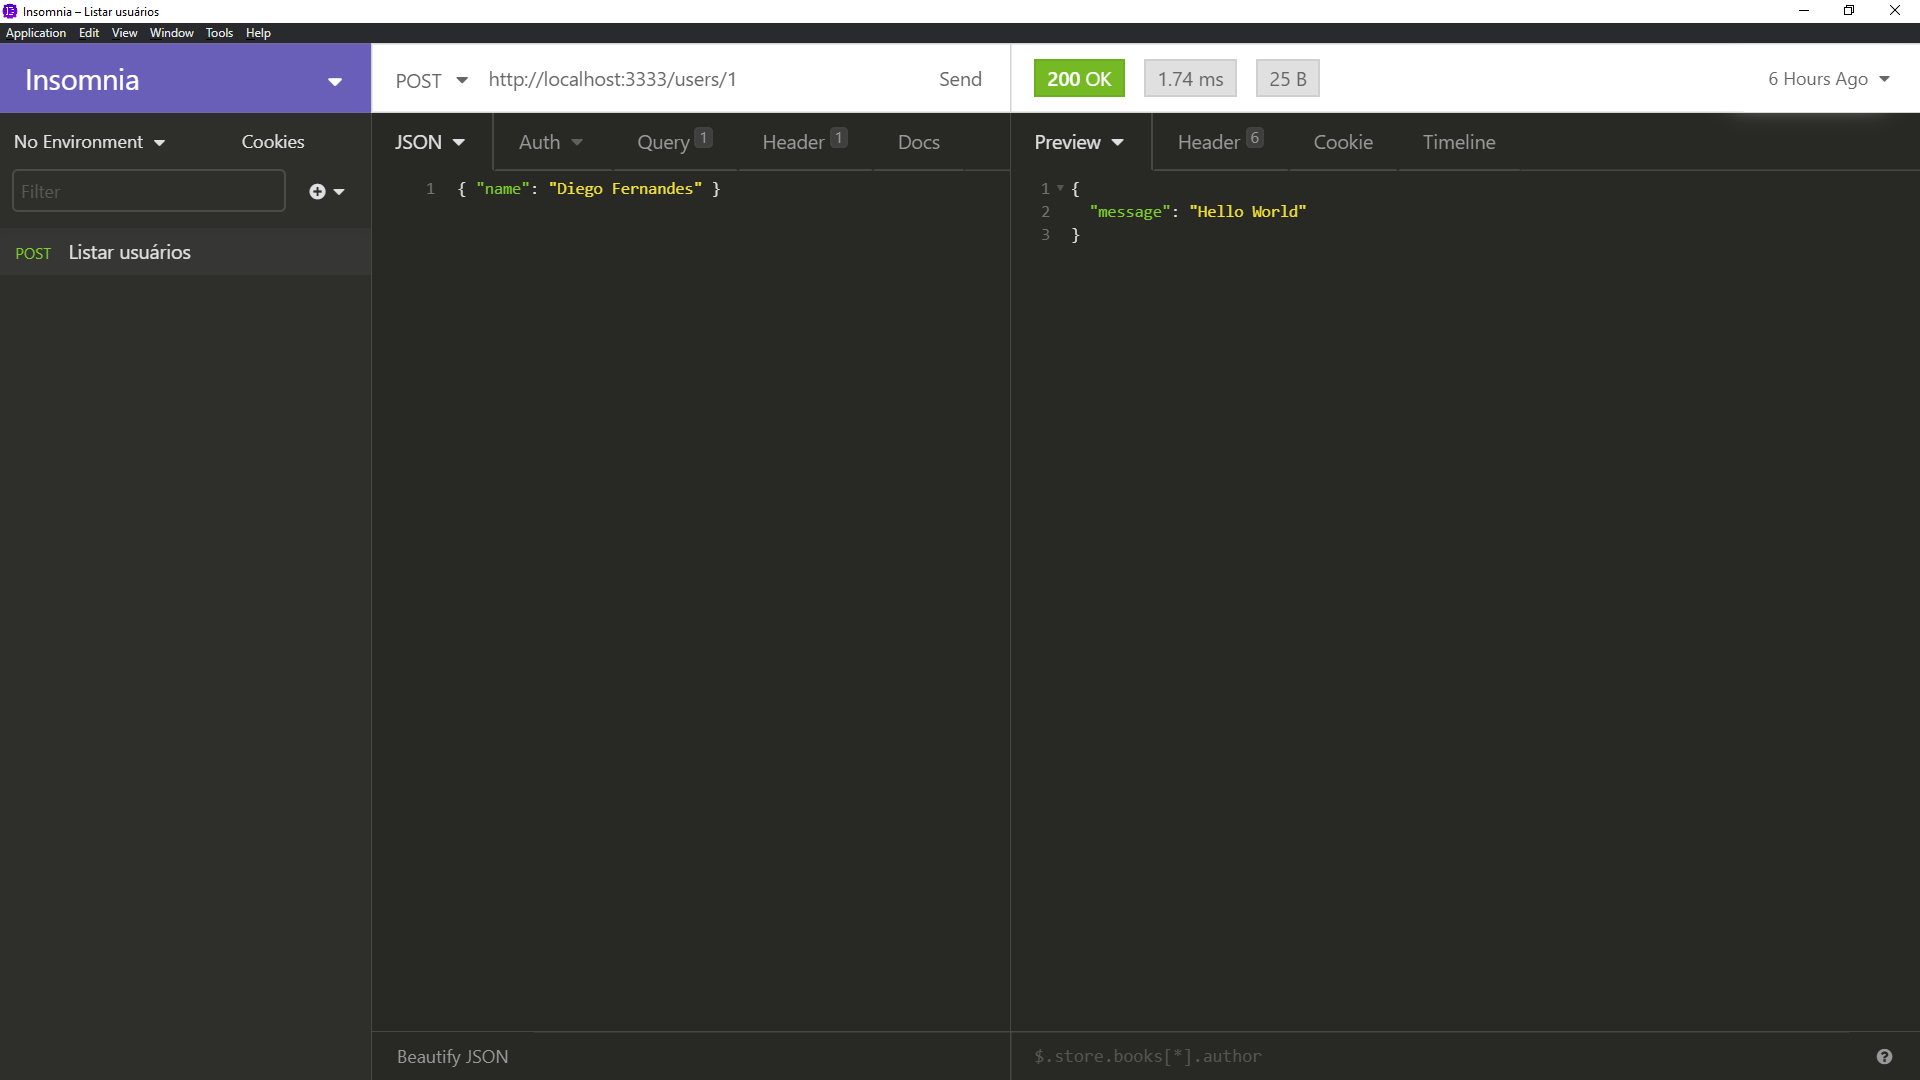 Insomnia – Listar usuários
Application Edit View Window Tools Help
Insomnia
POST http://localhost:3333/users/1 Send
200 OK 1.74 ms 25 B 6 Hours Ago
No Environment Cookies
JSON Auth Query 1 Header 1 Docs
Preview Header 6 Cookie Timeline
Filter
POST Listar usuários
1 { "name": "Diego Fernandes" }
1 {
2 "message": "Hello World"
3 }
Beautify JSON
$.store.books[*].author
?